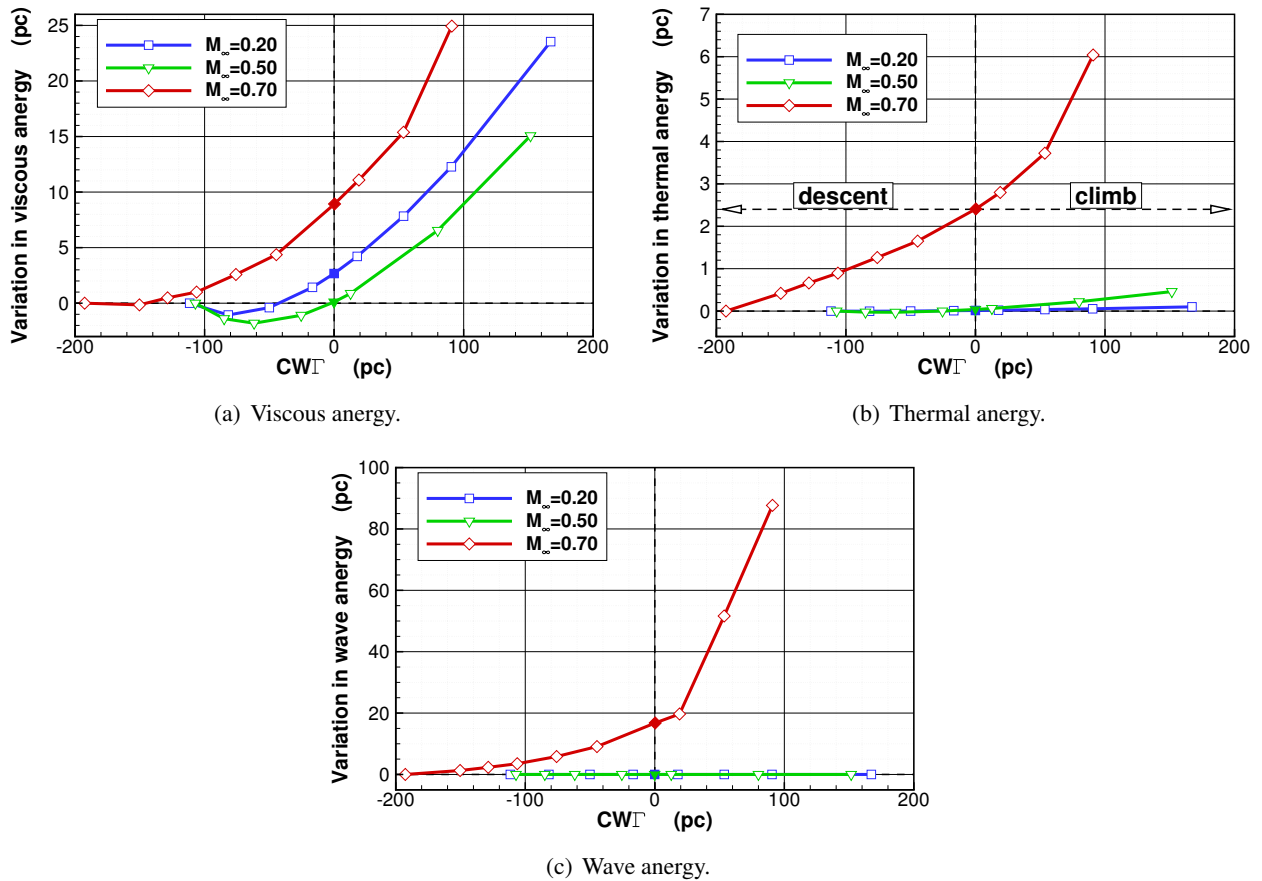 Variation in viscous anergy (pc)
25
20
15
10
5
0
-200 -100 0 100 200
CWΓ (pc)
M∞=0.20
M∞=0.50
M∞=0.70
(a) Viscous anergy.
Variation in thermal anergy (pc)
7
6
5
4
3
2
1
0
-200 -100 0 100 200
CWΓ (pc)
M∞=0.20
M∞=0.50
M∞=0.70
descent climb
(b) Thermal anergy.
Variation in wave anergy (pc)
100
80
60
40
20
0
-200 -100 0 100 200
CWΓ (pc)
M∞=0.20
M∞=0.50
M∞=0.70
(c) Wave anergy.